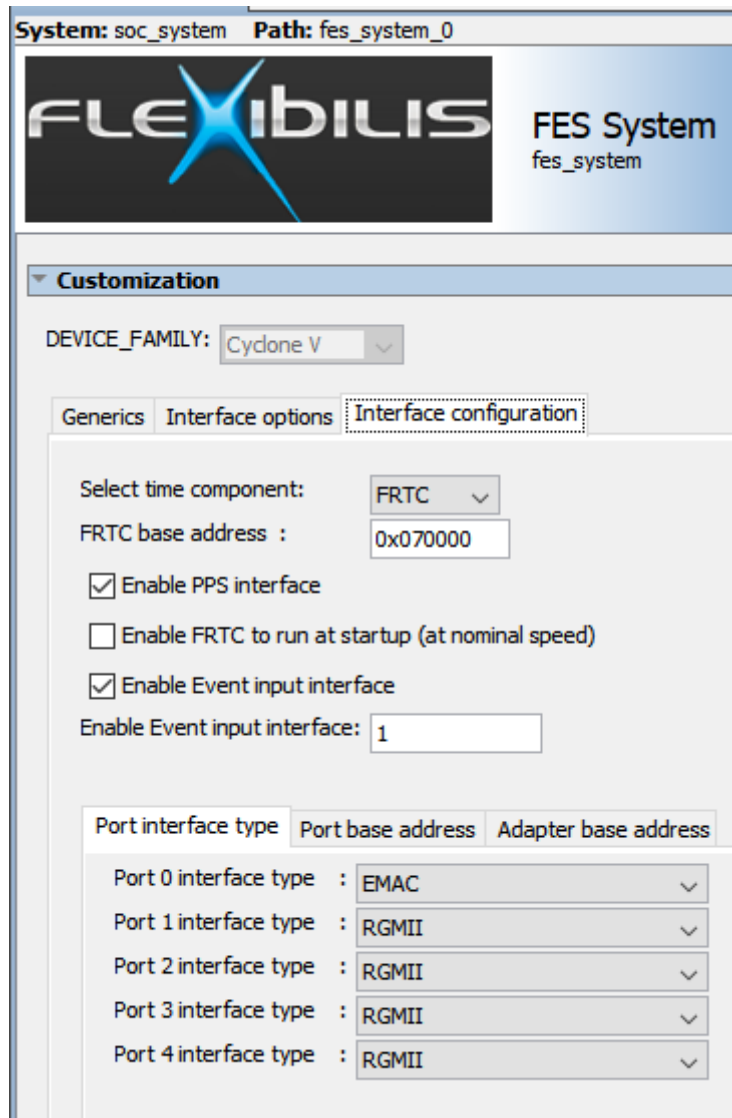 System: soc_system Path: fes_system_0
FLEXIBILIS
FES System
fes_system
Customization
DEVICE_FAMILY: Cyclone V
Generics Interface options Interface configuration
Select time component: FRTC
FRTC base address : 0x070000
Enable PPS interface
Enable FRTC to run at startup (at nominal speed)
Enable Event input interface
Enable Event input interface: 1
Port interface type Port base address Adapter base address
Port 0 interface type : EMAC
Port 1 interface type : RGMII
Port 2 interface type : RGMII
Port 3 interface type : RGMII
Port 4 interface type : RGMII